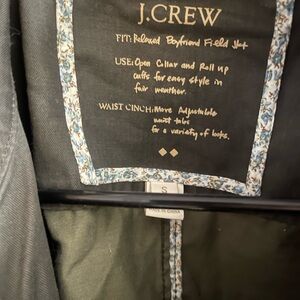 J.CREW
FIT: Relaxed Boyfriend Field Jkt
USE: Open Collar and Roll up
cuffs for easy style in
fair weather.
WAIST CINCH: More Adjustable
waist tabs
for a variety of looks.
S
MADE IN CHINA